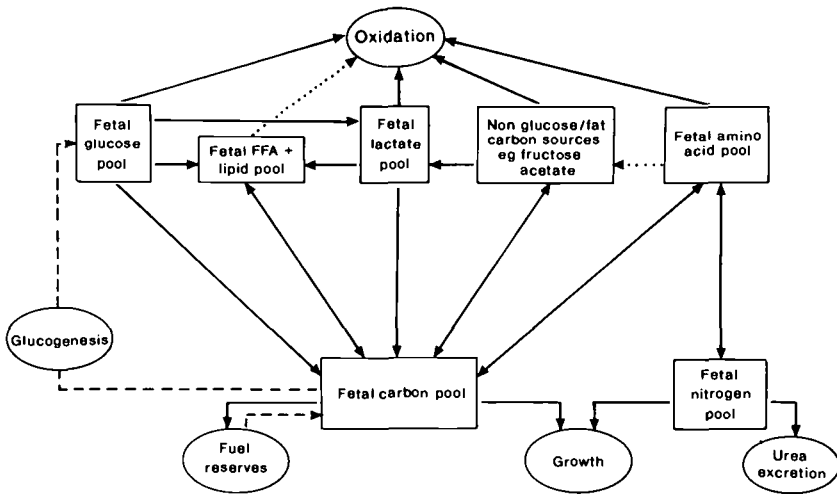 Oxidation
Fetal
glucose
pool
Fetal FFA +
lipid pool
Fetal
lactate
pool
Non glucose/fat
carbon sources
eg fructose
acetate
Fetal amino
acid pool
Glucogenesis
Fetal carbon pool
Fetal
nitrogen
pool
Fuel
reserves
Growth
Urea
excretion